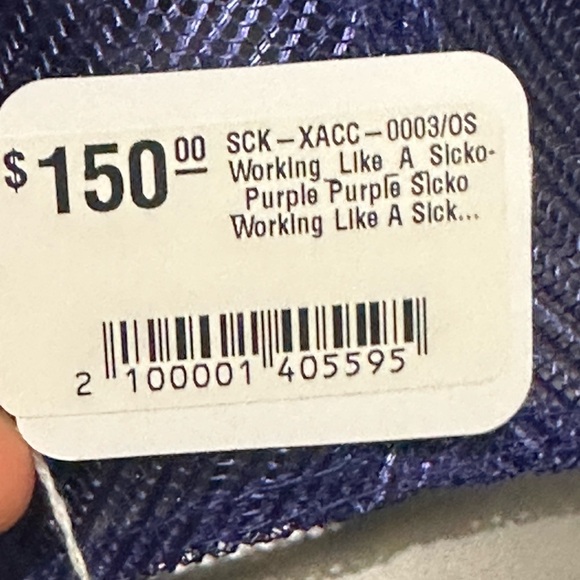 $150.00 SCK-XACC-0003/OS
Working Like A Sicko-
Purple Purple Sicko
Working Like A Sick...
2 100001 405595